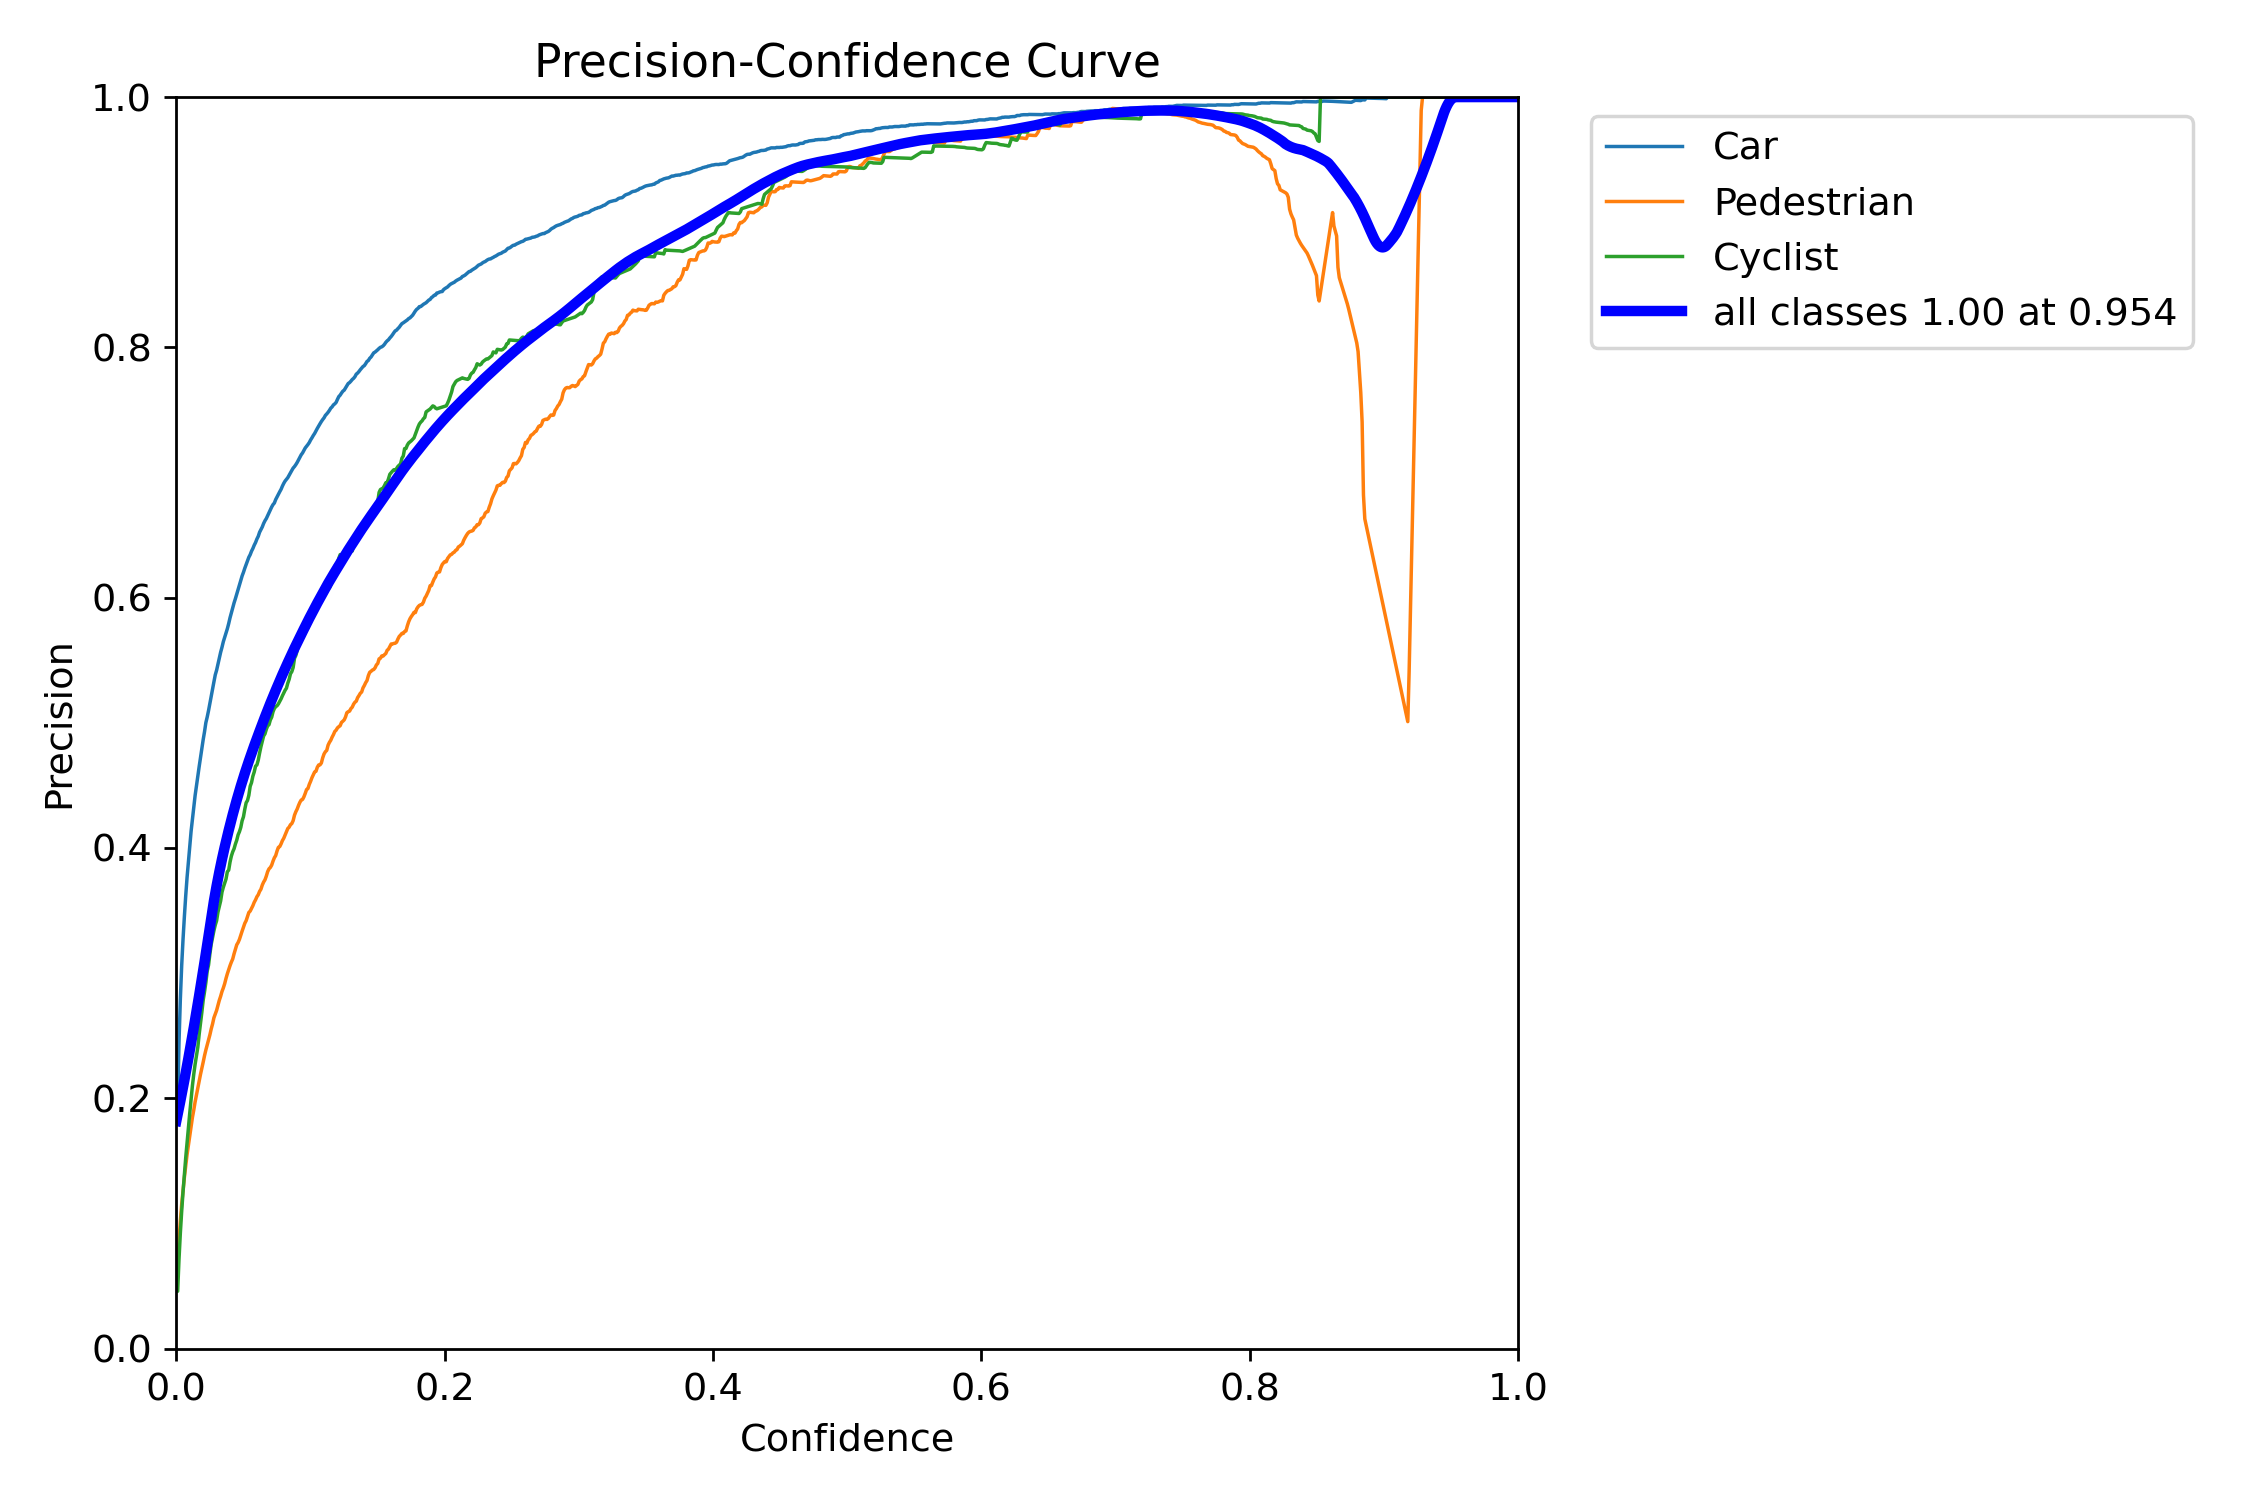 Precision-Confidence Curve
1.0
0.8
0.6
0.4
0.2
0.0
Precision
0.0 0.2 0.4 0.6 0.8 1.0
Confidence
Car
Pedestrian
Cyclist
all classes 1.00 at 0.954